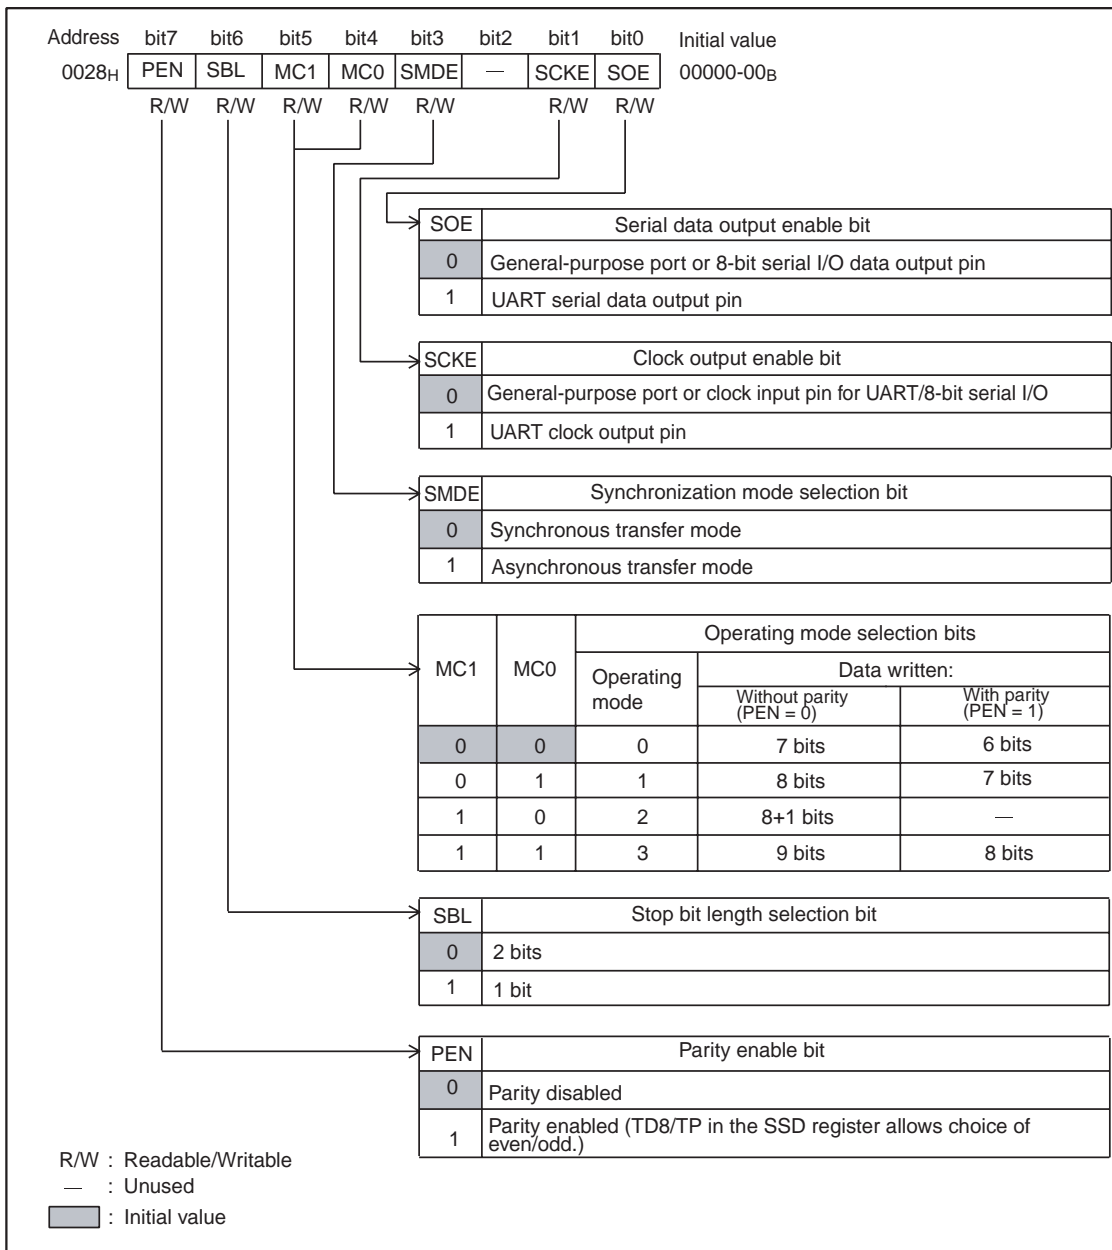 Address bit7 bit6 bit5 bit4 bit3 bit2 bit1 bit0 Initial value
0028H PEN SBL MC1 MC0 SMDE — SCKE SOE 00000-00B
R/W R/W R/W R/W R/W R/W R/W
SOE Serial data output enable bit
0 General-purpose port or 8-bit serial I/O data output pin
1 UART serial data output pin
SCKE Clock output enable bit
0 General-purpose port or clock input pin for UART/8-bit serial I/O
1 UART clock output pin
SMDE Synchronization mode selection bit
0 Synchronous transfer mode
1 Asynchronous transfer mode
MC1 MC0 Operating mode selection bits
Operating mode Data written:
Without parity (PEN = 0) With parity (PEN = 1)
0 0 0 7 bits 6 bits
0 1 1 8 bits 7 bits
1 0 2 8+1 bits —
1 1 3 9 bits 8 bits
SBL Stop bit length selection bit
0 2 bits
1 1 bit
PEN Parity enable bit
0 Parity disabled
1 Parity enabled (TD8/TP in the SSD register allows choice of
even/odd.)
R/W : Readable/Writable
— : Unused
: Initial value